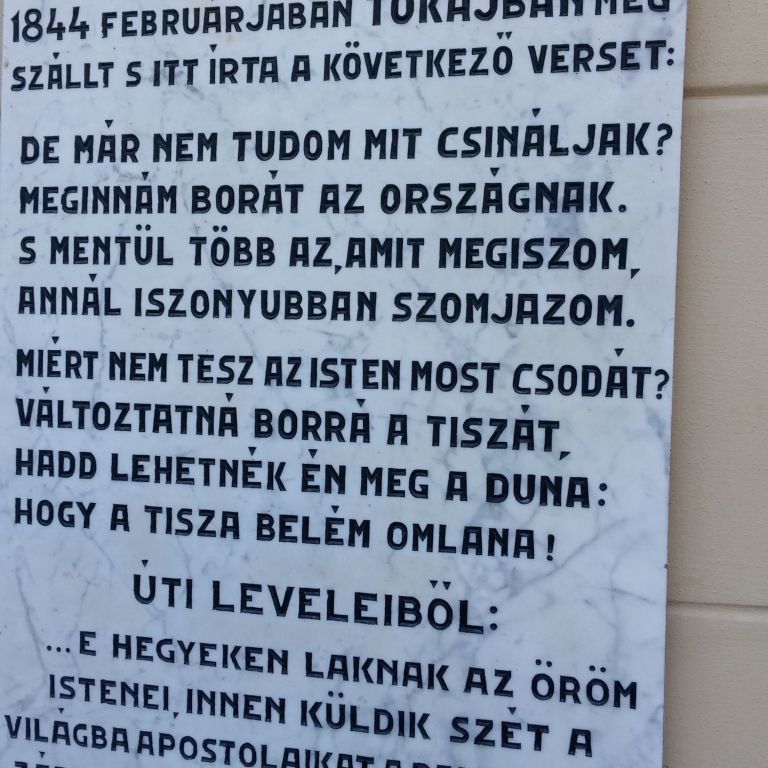 1844 FEBRUÁRJÁBAN TOKAJBAN MEG
SZÁLLT S ITT ÍRTA A KÖVETKEZŐ VERSET:
DE MÁR NEM TUDOM MIT CSINÁLJAK?
MEGINNÁM BORÁT AZ ORSZÁGNAK.
S MENTÜL TÖBB AZ, AMIT MEGISZOM,
ANNÁL ISZONYUBBAN SZOMJAZOM.
MIÉRT NEM TESZ AZ ISTEN MOST CSODÁT?
VÁLTOZTATNÁ BORRÁ A TISZÁT,
HADD LEHETNÉK ÉN MEG A DUNA:
HOGY A TISZA BELÉM OMLANA!
ÚTI LEVELEIBŐL:
...E HEGYEKEN LAKNAK AZ ÖRÖM
ISTENEI, INNEN KÜLDIK SZÉT A
VILÁGBA APOSTOLAIKAT A